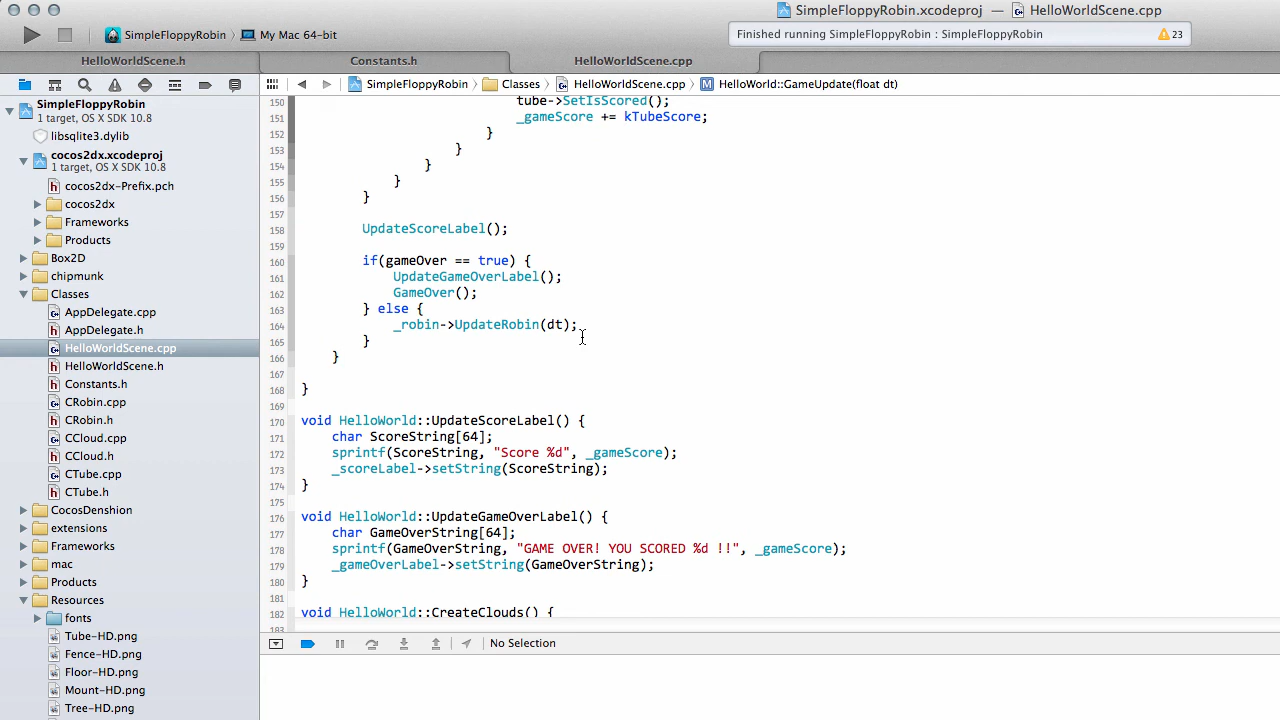 SimpleFloppyRobin.xcodeproj — HelloWorldScene.cpp
SimpleFloppyRobin My Mac 64-bit
Finished running SimpleFloppyRobin : SimpleFloppyRobin 23
HelloWorldScene.h Constants.h HelloWorldScene.cpp
SimpleFloppyRobin Classes HelloWorldScene.cpp M HelloWorldScene::GameUpdate(float dt)
SimpleFloppyRobin
1 target, OS X SDK 10.8
libsqlite3.dylib
cocos2dx.xcodeproj
1 target, OS X SDK 10.8
h cocos2dx-Prefix.pch
cocos2dx
Frameworks
Products
Box2D
chipmunk
Classes
AppDelegate.cpp
h AppDelegate.h
HelloWorldScene.cpp
h HelloWorldScene.h
h Constants.h
CRobin.cpp
h CRobin.h
CCloud.cpp
h CCloud.h
CTube.cpp
h CTube.h
CocosDenshion
extensions
Frameworks
mac
Products
Resources
fonts
Tube-HD.png
Fence-HD.png
Floor-HD.png
Mount-HD.png
Tree-HD.png
150 tube->SetIsScored();
151 _gameScore += kTubeScore;
152 }
153 }
154 }
155 }
156 }
157
158 UpdateScoreLabel();
159
160 if(gameOver == true) {
161 UpdateGameOverLabel();
162 GameOver();
163 } else {
164 _robin->UpdateRobin(dt);
165 }
166 }
167
168 }
169
170 void HelloWorld::UpdateScoreLabel() {
171 char ScoreString[64];
172 sprintf(ScoreString, "Score %d", _gameScore);
173 _scoreLabel->setString(ScoreString);
174 }
175
176 void HelloWorld::UpdateGameOverLabel() {
177 char GameOverString[64];
178 sprintf(GameOverString, "GAME OVER! YOU SCORED %d !!", _gameScore);
179 _gameOverLabel->setString(GameOverString);
180 }
181
182 void HelloWorld::CreateClouds() {
183
No Selection